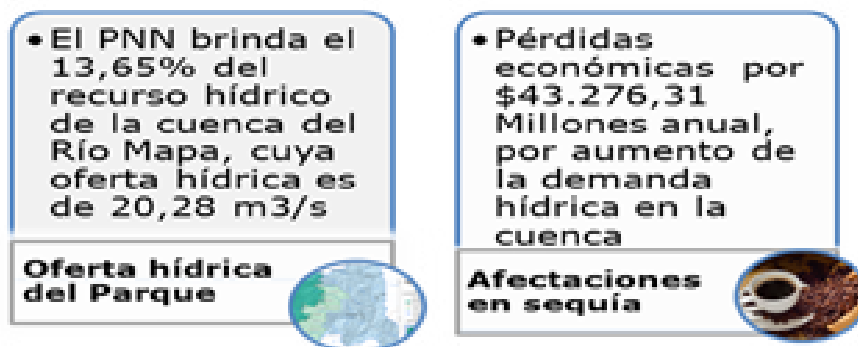 • El PNN brinda el
13,65% del
recurso hídrico
de la cuenca del
Río Mapa, cuya
oferta hídrica es
de 20,28 m3/s
Oferta hídrica
del Parque
• Pérdidas
económicas por
$43.276,31
Millones anual,
por aumento de
la demanda
hídrica en la
cuenca
Afectaciones
en sequía